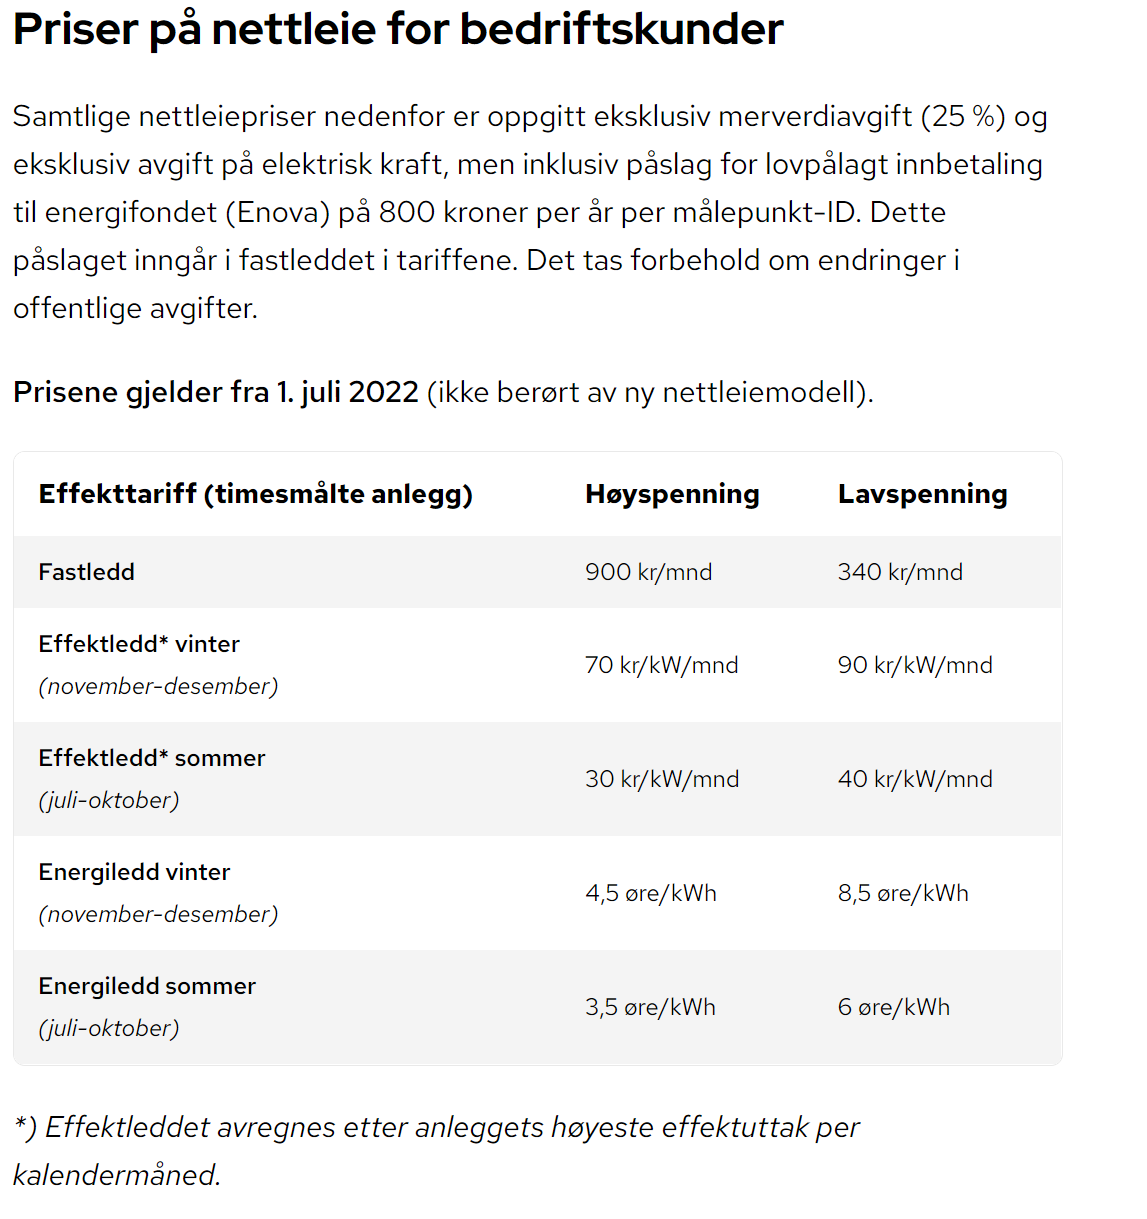 Priser på nettleie for bedriftskunder
Samtlige nettleiepriser nedenfor er oppgitt eksklusiv merverdiavgift (25 %) og
eksklusiv avgift på elektrisk kraft, men inklusiv påslag for lovpålagt innbetaling
til energifondet (Enova) på 800 kroner per år per målepunkt-ID. Dette
påslaget inngår i fastleddet i tariffene. Det tas forbehold om endringer i
offentlige avgifter.
Prisene gjelder fra 1. juli 2022 (ikke berørt av ny nettleiemodell).
Effekttariff (timesmålte anlegg) Høyspenning Lavspenning
Fastledd 900 kr/mnd 340 kr/mnd
Effektledd* vinter
(november-desember) 70 kr/kW/mnd 90 kr/kW/mnd
Effektledd* sommer
(juli-oktober) 30 kr/kW/mnd 40 kr/kW/mnd
Energiledd vinter
(november-desember) 4,5 øre/kWh 8,5 øre/kWh
Energiledd sommer
(juli-oktober) 3,5 øre/kWh 6 øre/kWh
*) Effektleddet avregnes etter anleggets høyeste effektuttak per
kalendermåned.